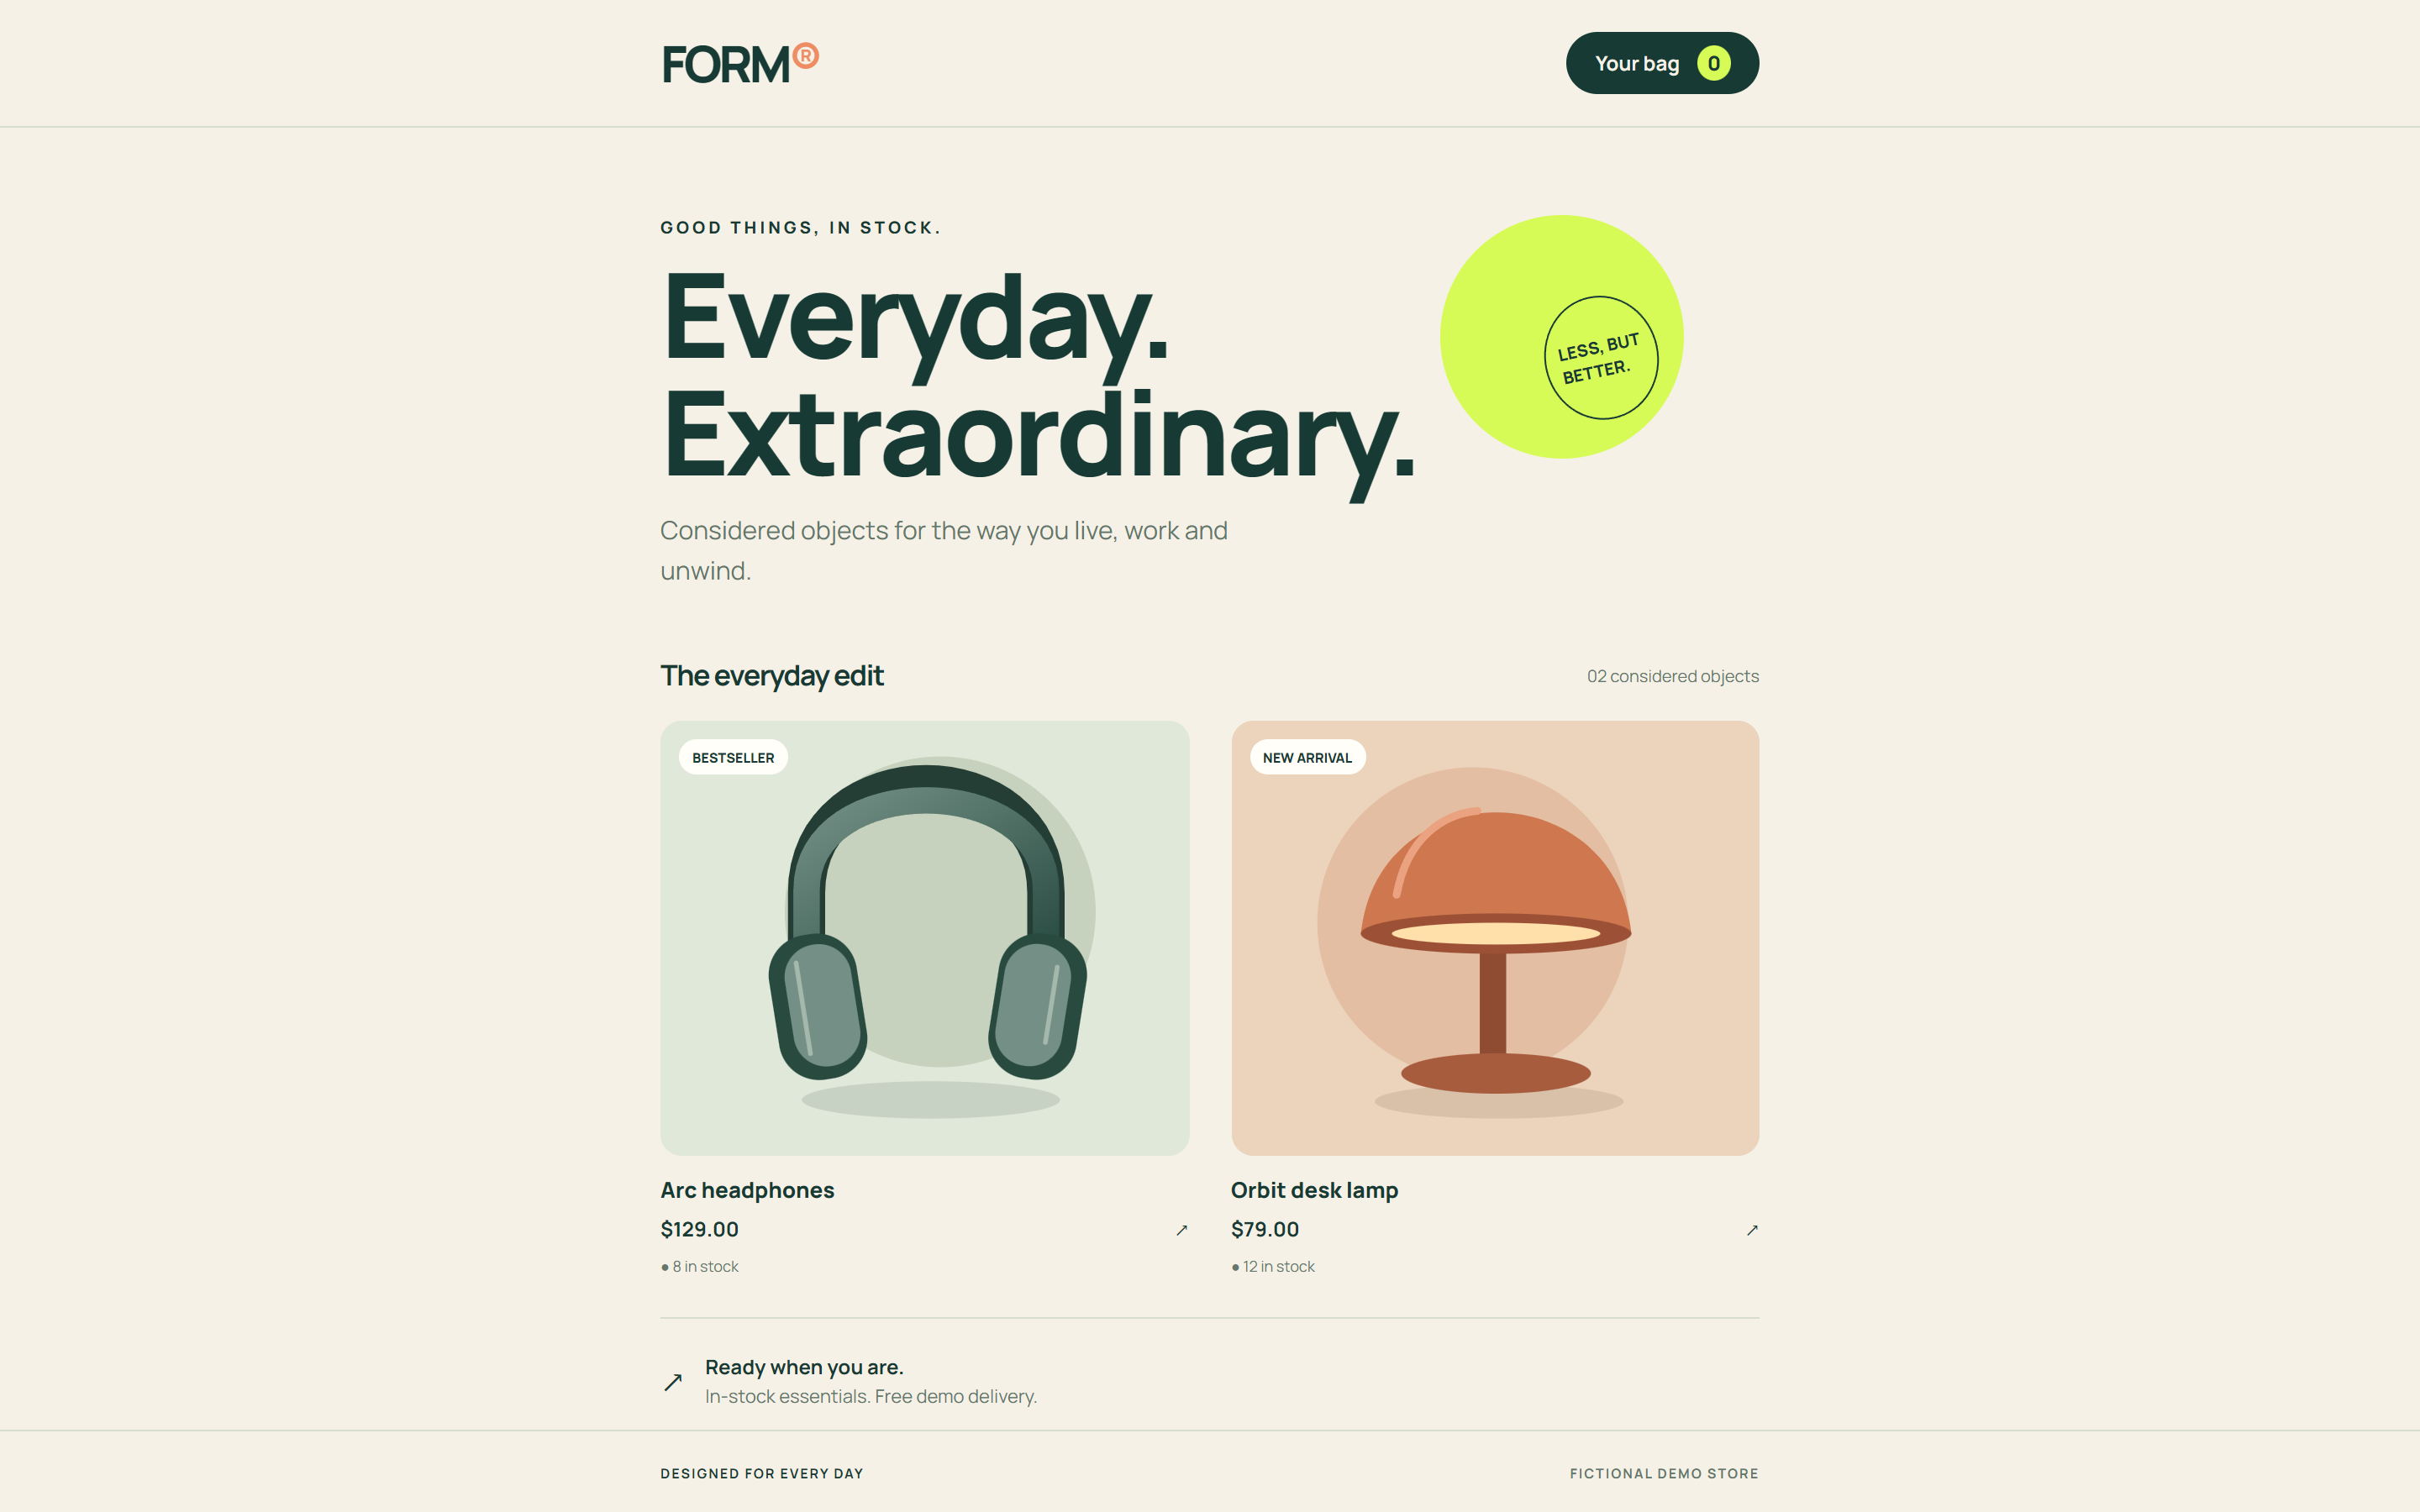 FORM®
Your bag 0
GOOD THINGS, IN STOCK.
Everyday.
Extraordinary.
Considered objects for the way you live, work and
unwind.
LESS, BUT
BETTER.
The everyday edit
02 considered objects
BESTSELLER
Arc headphones
$129.00 ↗
● 8 in stock
NEW ARRIVAL
Orbit desk lamp
$79.00 ↗
● 12 in stock
↗ Ready when you are.
In-stock essentials. Free demo delivery.
DESIGNED FOR EVERY DAY
FICTIONAL DEMO STORE